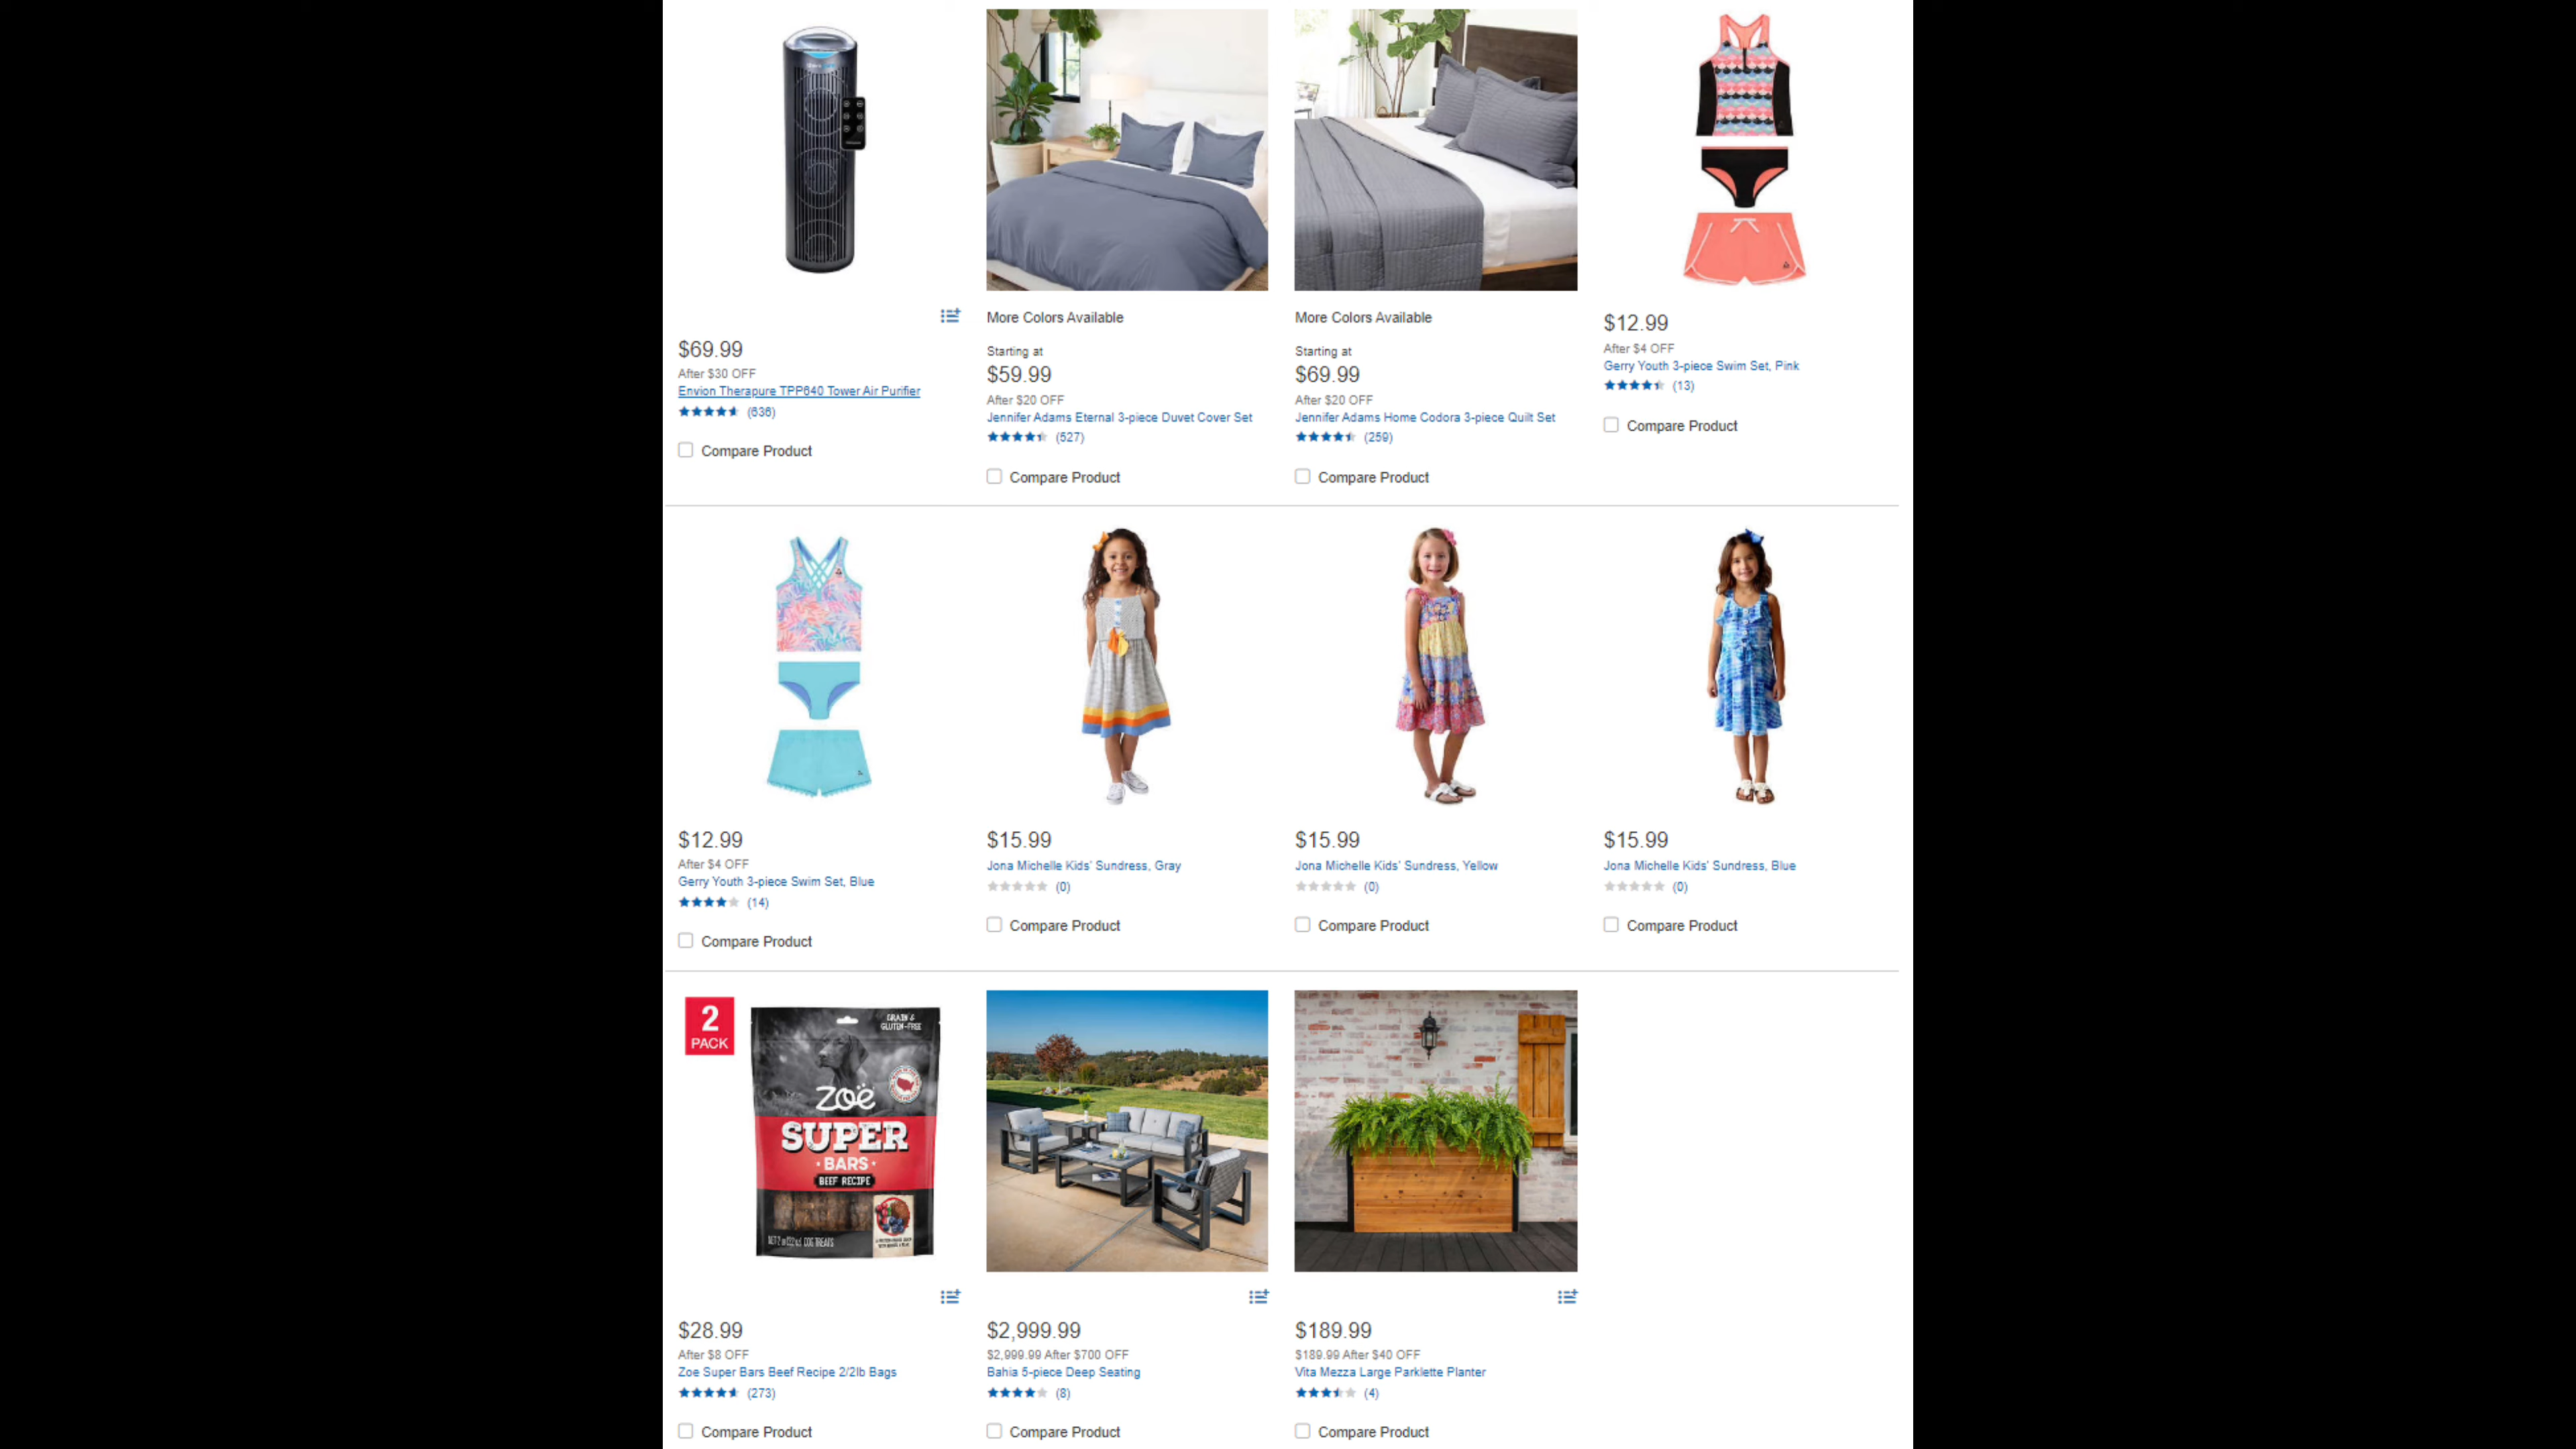 $69.99
After $30 OFF
Envion Therapure TPP640 Tower Air Purifier
(636)
Compare Product
More Colors Available
Starting at
$59.99
After $20 OFF
Jennifer Adams Eternal 3-piece Duvet Cover Set
(527)
Compare Product
More Colors Available
Starting at
$69.99
After $20 OFF
Jennifer Adams Home Codora 3-piece Quilt Set
(259)
Compare Product
$12.99
After $4 OFF
Gerry Youth 3-piece Swim Set, Pink
(13)
Compare Product
$12.99
After $4 OFF
Gerry Youth 3-piece Swim Set, Blue
(14)
Compare Product
$15.99
Jona Michelle Kids' Sundress, Gray
(0)
Compare Product
$15.99
Jona Michelle Kids' Sundress, Yellow
(0)
Compare Product
$15.99
Jona Michelle Kids' Sundress, Blue
(0)
Compare Product
2
PACK
GRAIN &
GLUTEN-FREE
Zoë
SUPER
BARS
BEEF RECIPE
DOG TREATS
$28.99
After $8 OFF
Zoe Super Bars Beef Recipe 2/2lb Bags
(273)
Compare Product
$2,999.99
$2,999.99 After $700 OFF
Bahia 5-piece Deep Seating
(8)
Compare Product
$189.99
$189.99 After $40 OFF
Vita Mezza Large Parklette Planter
(4)
Compare Product